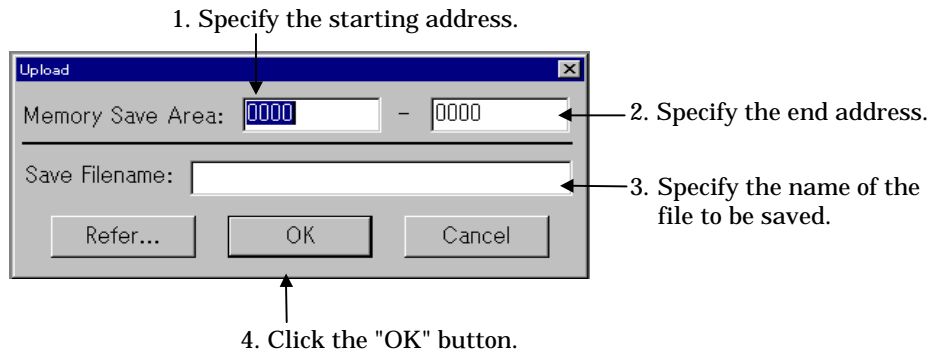 1. Specify the starting address.
Upload
Memory Save Area: 0000 - 0000
2. Specify the end address.
Save Filename:
3. Specify the name of the
file to be saved.
Refer... OK Cancel
4. Click the "OK" button.